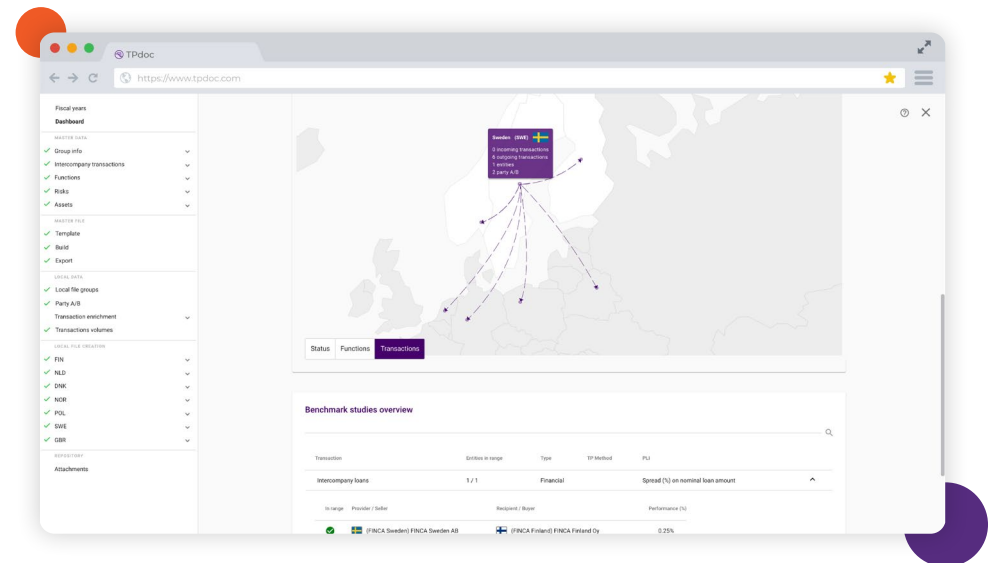 TPdoc
https://www.tpdoc.com
Fiscal years
Dashboard
MASTER DATA
Group info
Intercompany transactions
Functions
Risks
Assets
MASTER FILE
Template
Build
Export
LOCAL DATA
Local file groups
Party A/B
Transaction enrichment
Transactions volumes
LOCAL FILE CREATION
FIN
NLD
DNK
NOR
POL
SWE
GBR
REPOSITORY
Attachments
Sweden (SWE)
0 incoming transactions
6 outgoing transactions
1 entities
2 party A/B
Status Functions Transactions
Benchmark studies overview
Transaction Entities in range Type TP Method PLI
Intercompany loans 1 / 1 Financial Spread (%) on nominal loan amount
In range Provider / Seller Recipient / Buyer Performance (%)
(FINCA Sweden) FINCA Sweden AB (FINCA Finland) FINCA Finland Oy 0.25%